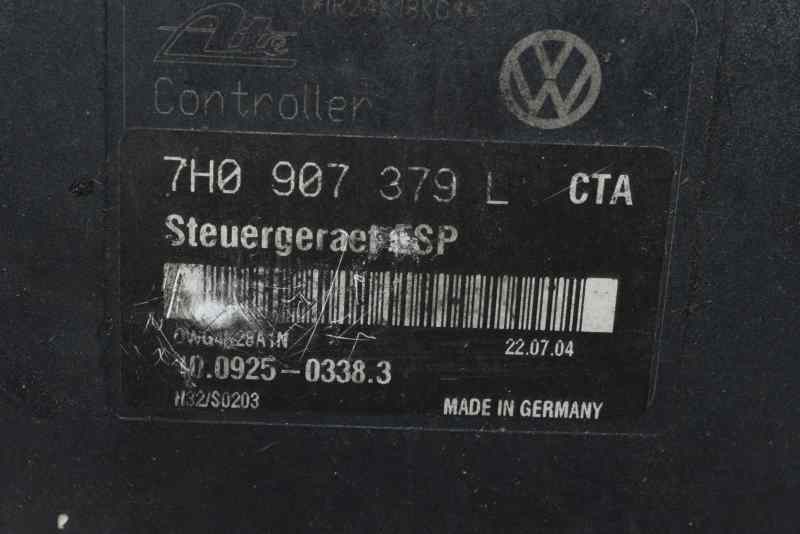 Ate
Controller
7H0 907 379 L CTA
Steuergeraet ESP
22.07.04
10.0925-0338.3
H32/S0203
MADE IN GERMANY